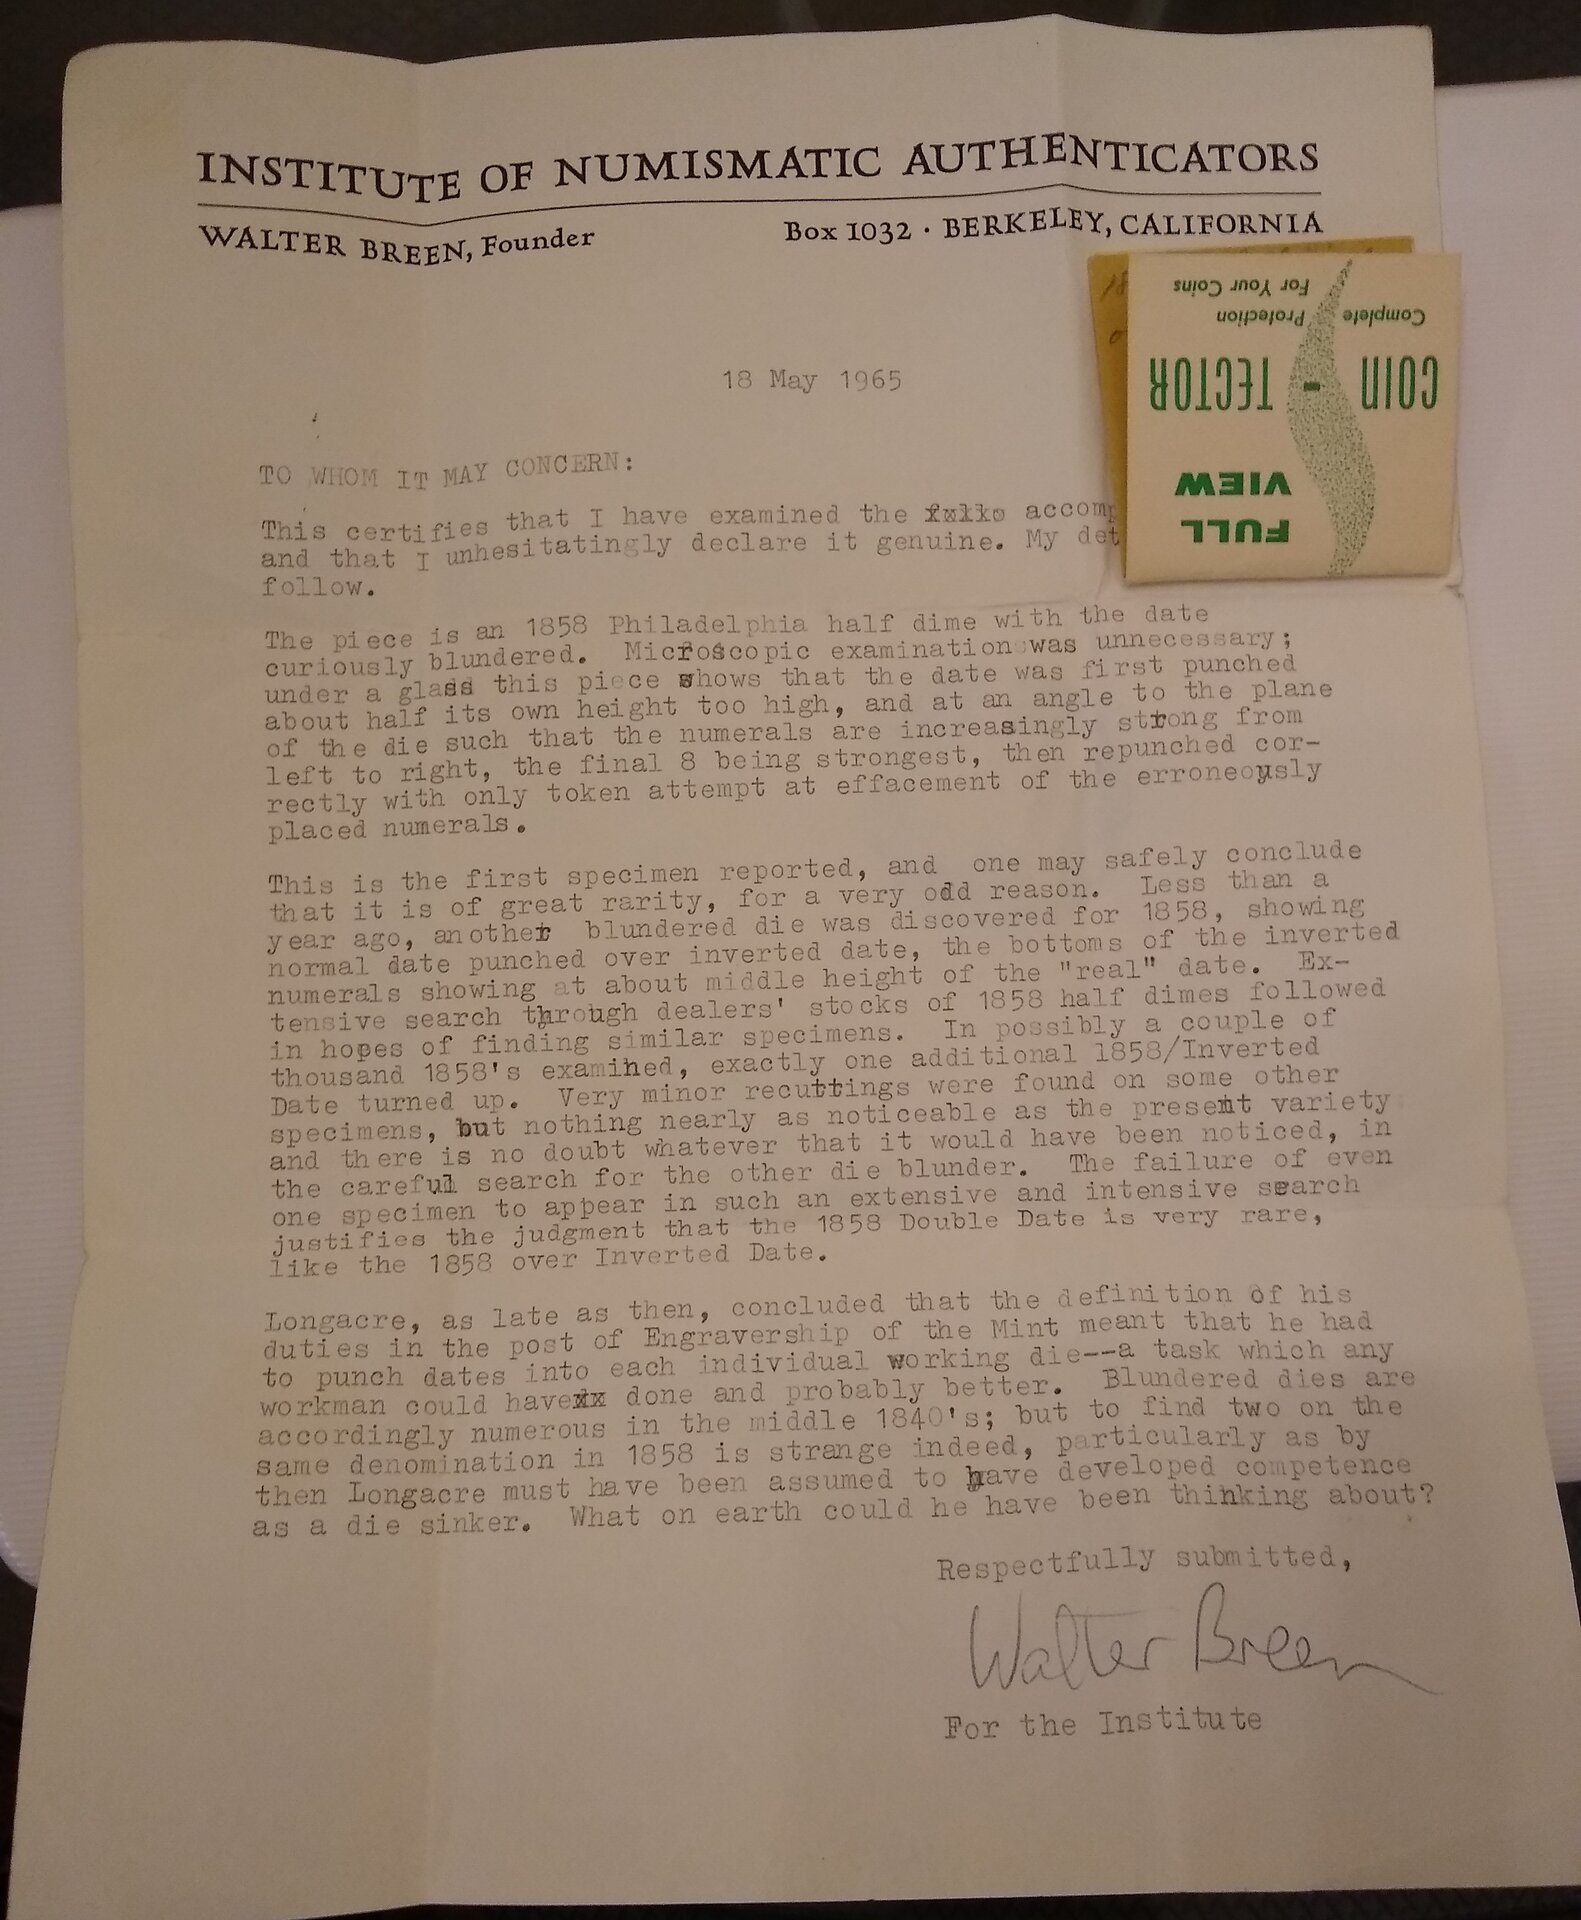 INSTITUTE OF NUMISMATIC AUTHENTICATORS
WALTER BREEN, Founder
Box 1032 · BERKELEY, CALIFORNIA
18 May 1965
TO WHOM IT MAY CONCERN:
This certifies that I have examined the accomp
and that I unhesitatingly declare it genuine. My det
follow.
The piece is an 1858 Philadelphia half dime with the date
curiously blundered. Microscopic examination was unnecessary;
under a glass this piece shows that the date was first punched
about half its own height too high, and at an angle to the plane
of the die such that the numerals are increasingly strong from
left to right, the final 8 being strongest, then repunched cor-
rectly with only token attempt at effacement of the erroneously
placed numerals.
This is the first specimen reported, and one may safely conclude
that it is of great rarity, for a very odd reason. Less than a
year ago, another blundered die was discovered for 1858, showing
normal date punched over inverted date, the bottoms of the inverted
numerals showing at about middle height of the "real" date. Ex-
tensive search through dealers' stocks of 1858 half dimes followed
in hopes of finding similar specimens. In possibly a couple of
thousand 1858's examined, exactly one additional 1858/Inverted
Date turned up. Very minor recuttings were found on some other
specimens, but nothing nearly as noticeable as the present variety
and there is no doubt whatever that it would have been noticed, in
the careful search for the other die blunder. The failure of even
one specimen to appear in such an extensive and intensive search
justifies the judgment that the 1858 Double Date is very rare,
like the 1858 over Inverted Date.
Longacre, as late as then, concluded that the definition of his
duties in the post of Engravership of the Mint meant that he had
to punch dates into each individual working die--a task which any
workman could have done and probably better. Blundered dies are
accordingly numerous in the middle 1840's; but to find two on the
same denomination in 1858 is strange indeed, particularly as by
then Longacre must have been assumed to have developed competence
as a die sinker. What on earth could he have been thinking about?
Respectfully submitted,
Walter Breen
For the Institute
FULL
VIEW
COIN - TECTOR
Complete Protection
For Your Coins
18